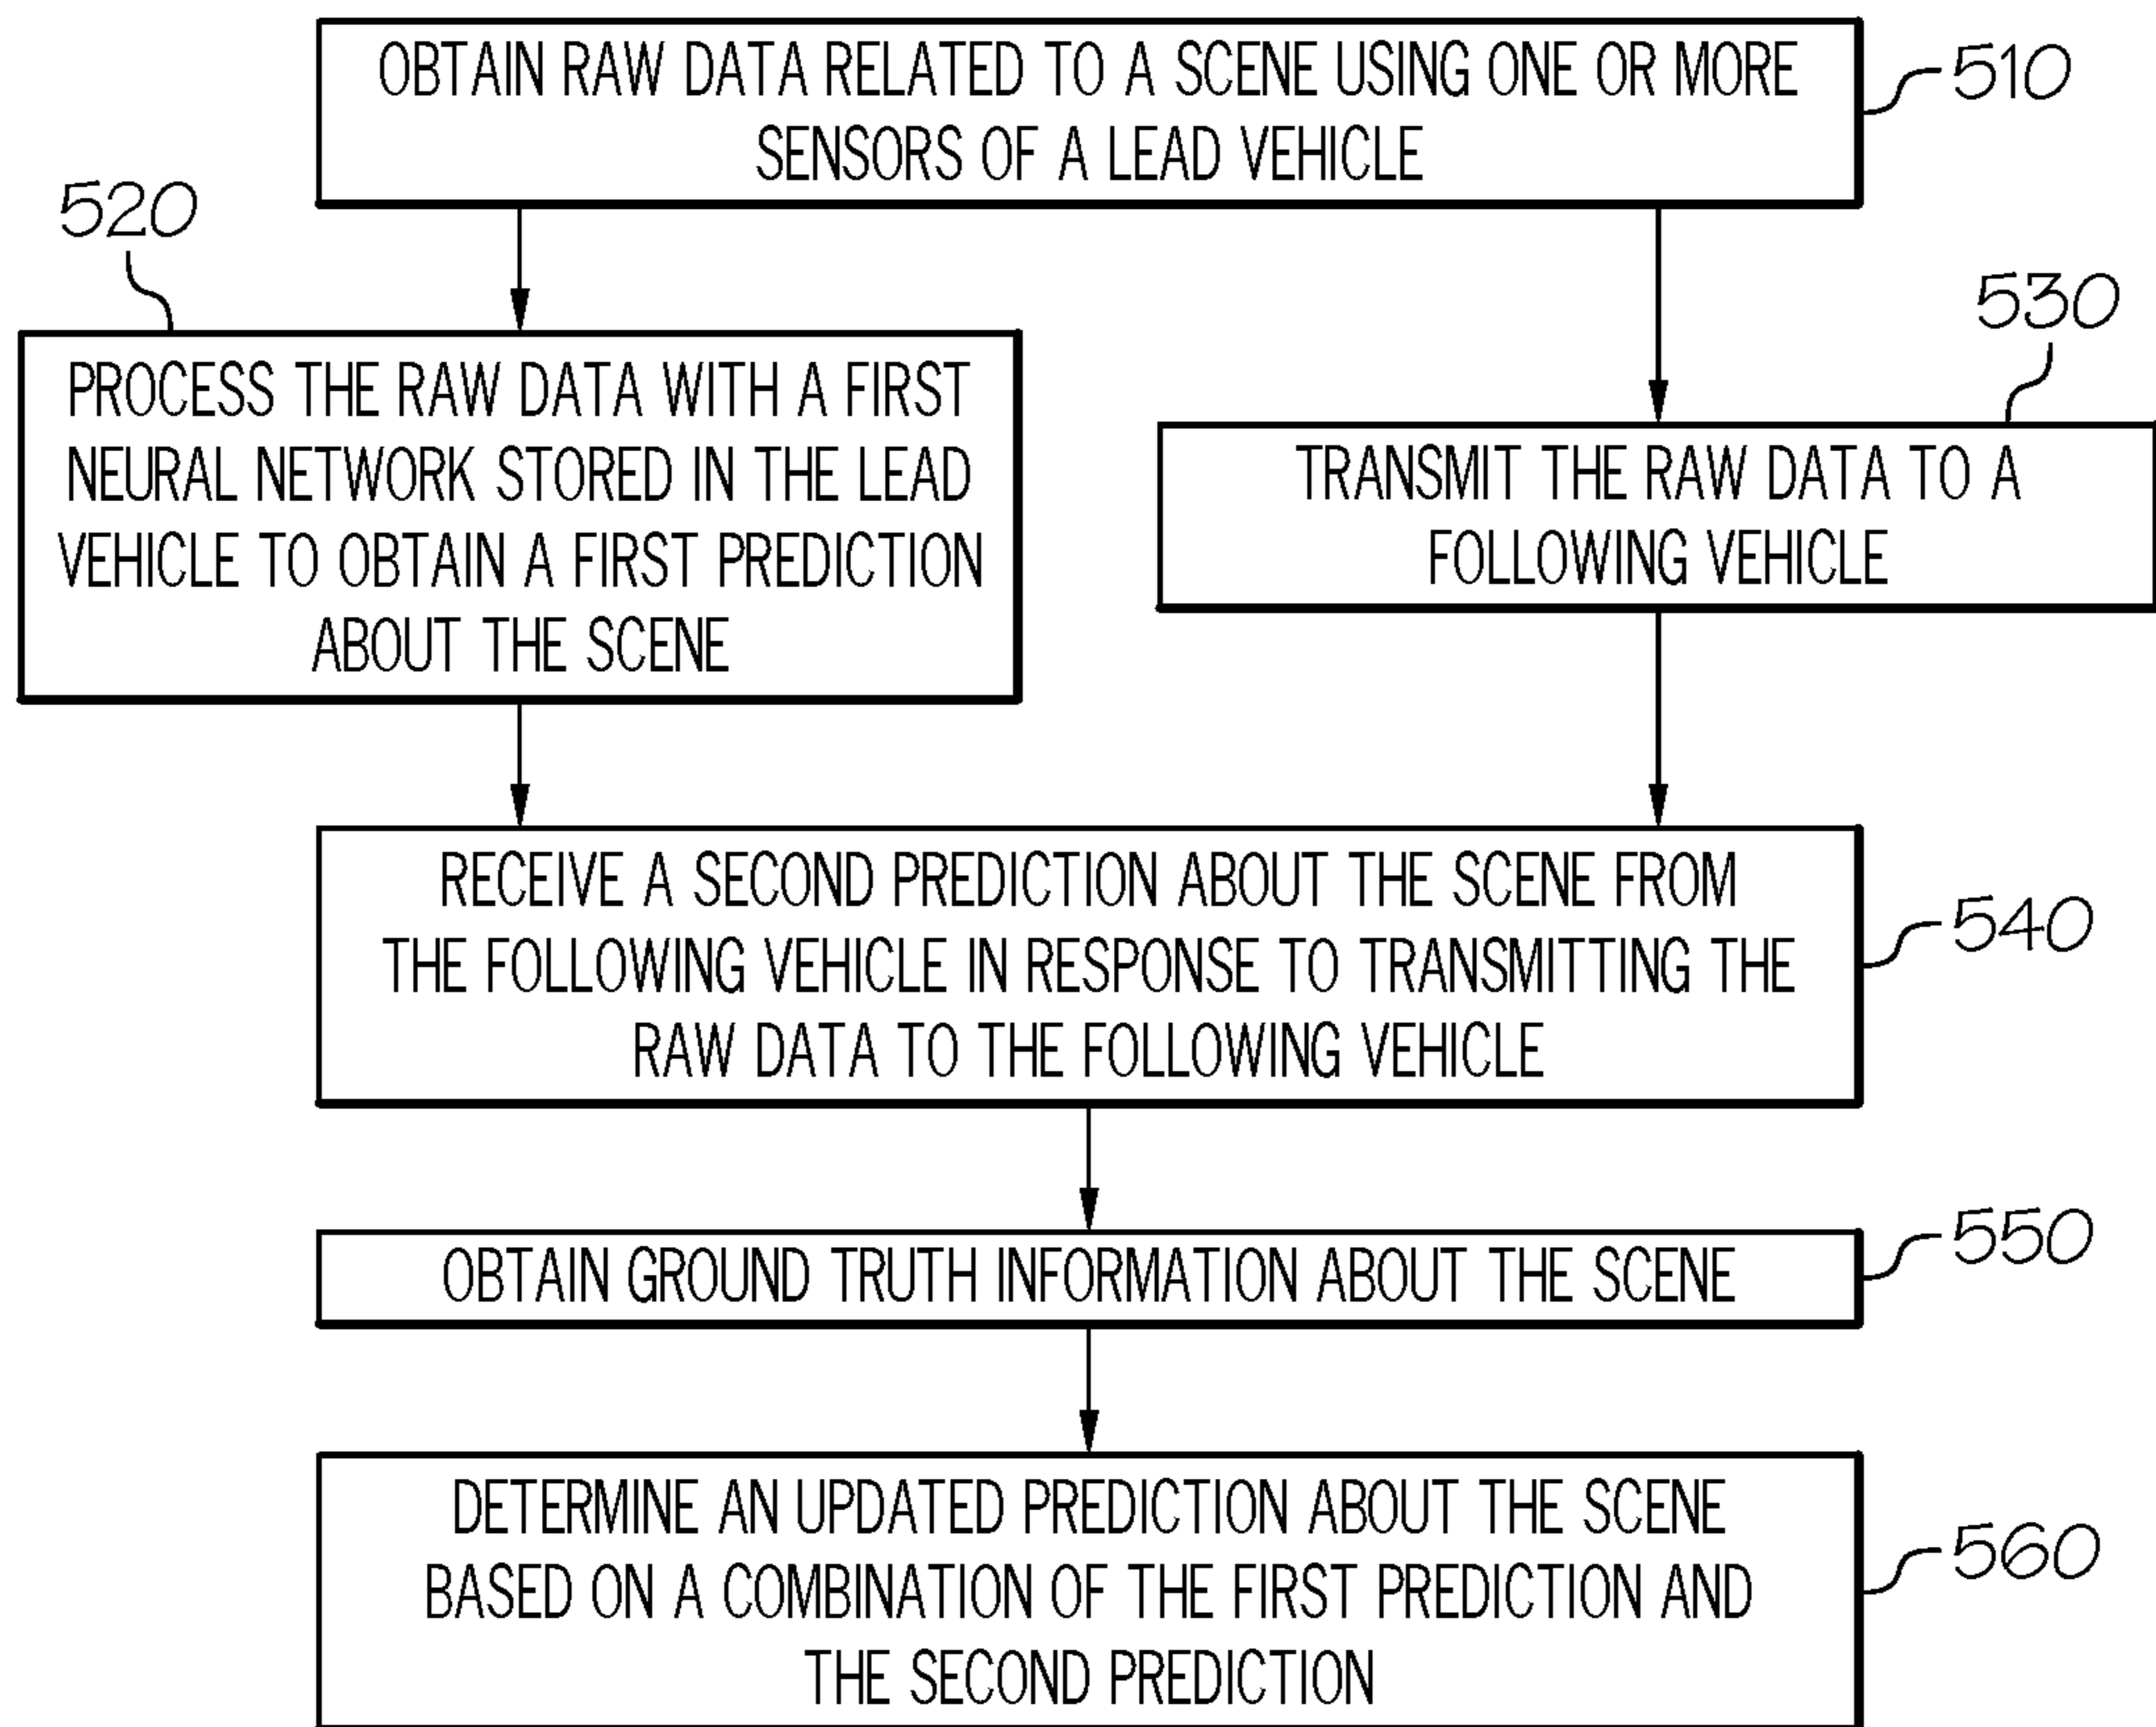 OBTAIN RAW DATA RELATED TO A SCENE USING ONE OR MORE
SENSORS OF A LEAD VEHICLE
510
520
PROCESS THE RAW DATA WITH A FIRST
NEURAL NETWORK STORED IN THE LEAD
VEHICLE TO OBTAIN A FIRST PREDICTION
ABOUT THE SCENE
530
TRANSMIT THE RAW DATA TO A
FOLLOWING VEHICLE
RECEIVE A SECOND PREDICTION ABOUT THE SCENE FROM
THE FOLLOWING VEHICLE IN RESPONSE TO TRANSMITTING THE
RAW DATA TO THE FOLLOWING VEHICLE
540
OBTAIN GROUND TRUTH INFORMATION ABOUT THE SCENE
550
DETERMINE AN UPDATED PREDICTION ABOUT THE SCENE
BASED ON A COMBINATION OF THE FIRST PREDICTION AND
THE SECOND PREDICTION
560